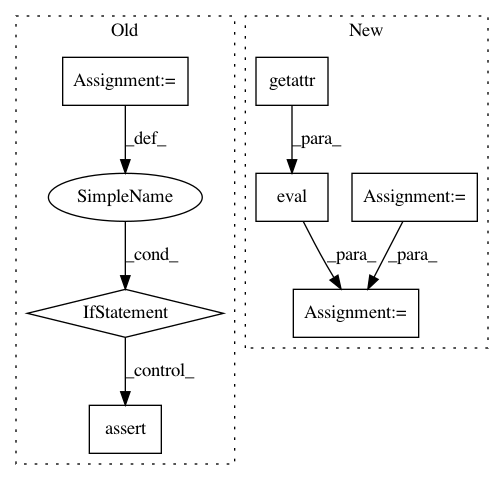 Old
New
Assignment:=
getattr
_def_
_para_
SimpleName
eval
Assignment:=
_cond_
_para_
_para_
IfStatement
Assignment:=
_control_
assert